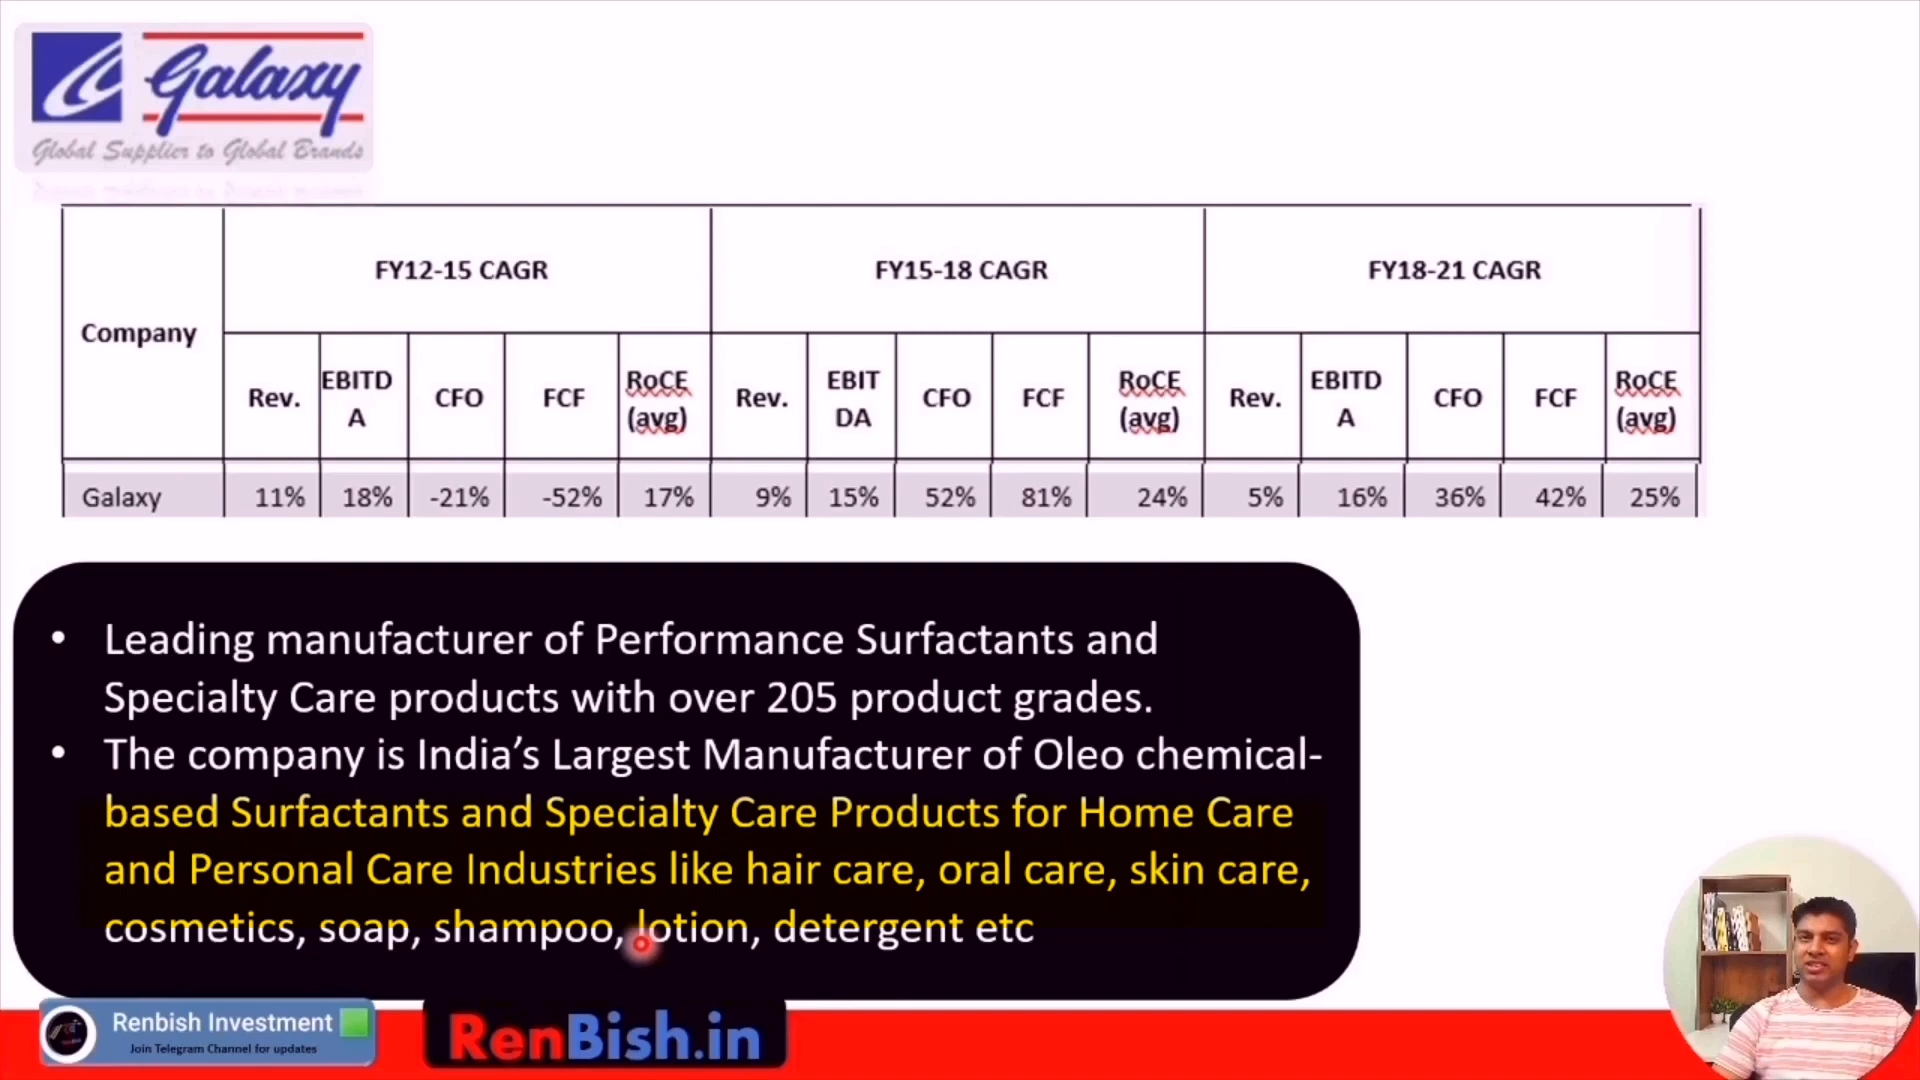 Galaxy
Global Supplier to Global Brands
Company
FY12-15 CAGR
FY15-18 CAGR
FY18-21 CAGR
Rev.
EBITD
A
CFO
FCF
RoCE
(avg)
Rev.
EBIT
DA
CFO
FCF
RoCE
(avg)
Rev.
EBITD
A
CFO
FCF
RoCE
(avg)
Galaxy 11% 18% -21% -52% 17% 9% 15% 52% 81% 24% 5% 16% 36% 42% 25%
• Leading manufacturer of Performance Surfactants and
Specialty Care products with over 205 product grades.
• The company is India’s Largest Manufacturer of Oleo chemical-
based Surfactants and Specialty Care Products for Home Care
and Personal Care Industries like hair care, oral care, skin care,
cosmetics, soap, shampoo, lotion, detergent etc
Renbish Investment
Join Telegram Channel for updates
RenBish.in